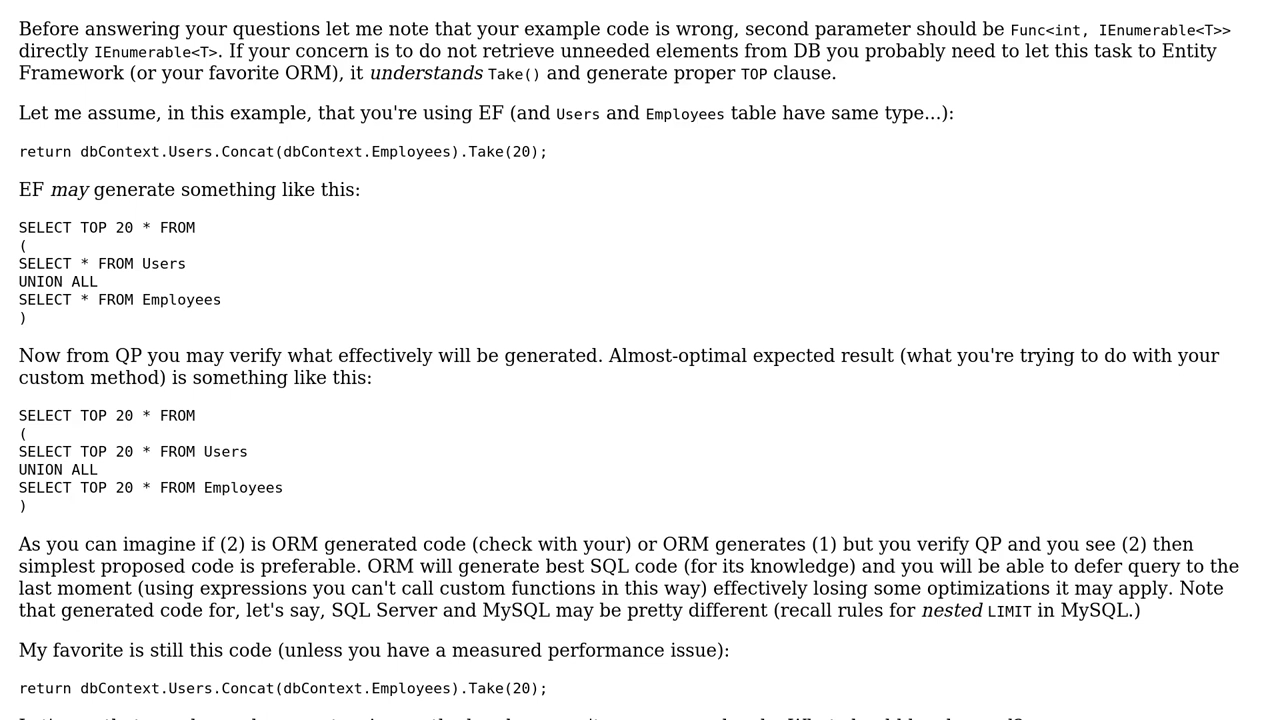 Before answering your questions let me note that your example code is wrong, second parameter should be Func<int, IEnumerable<T>>
directly IEnumerable<T>. If your concern is to do not retrieve unneeded elements from DB you probably need to let this task to Entity
Framework (or your favorite ORM), it understands Take() and generate proper TOP clause.
Let me assume, in this example, that you're using EF (and Users and Employees table have same type...):
return dbContext.Users.Concat(dbContext.Employees).Take(20);
EF may generate something like this:
SELECT TOP 20 * FROM
(
SELECT * FROM Users
UNION ALL
SELECT * FROM Employees
)
Now from QP you may verify what effectively will be generated. Almost-optimal expected result (what you're trying to do with your
custom method) is something like this:
SELECT TOP 20 * FROM
(
SELECT TOP 20 * FROM Users
UNION ALL
SELECT TOP 20 * FROM Employees
)
As you can imagine if (2) is ORM generated code (check with your) or ORM generates (1) but you verify QP and you see (2) then
simplest proposed code is preferable. ORM will generate best SQL code (for its knowledge) and you will be able to defer query to the
last moment (using expressions you can't call custom functions in this way) effectively losing some optimizations it may apply. Note
that generated code for, let's say, SQL Server and MySQL may be pretty different (recall rules for nested LIMIT in MySQL.)
My favorite is still this code (unless you have a measured performance issue):
return dbContext.Users.Concat(dbContext.Employees).Take(20);